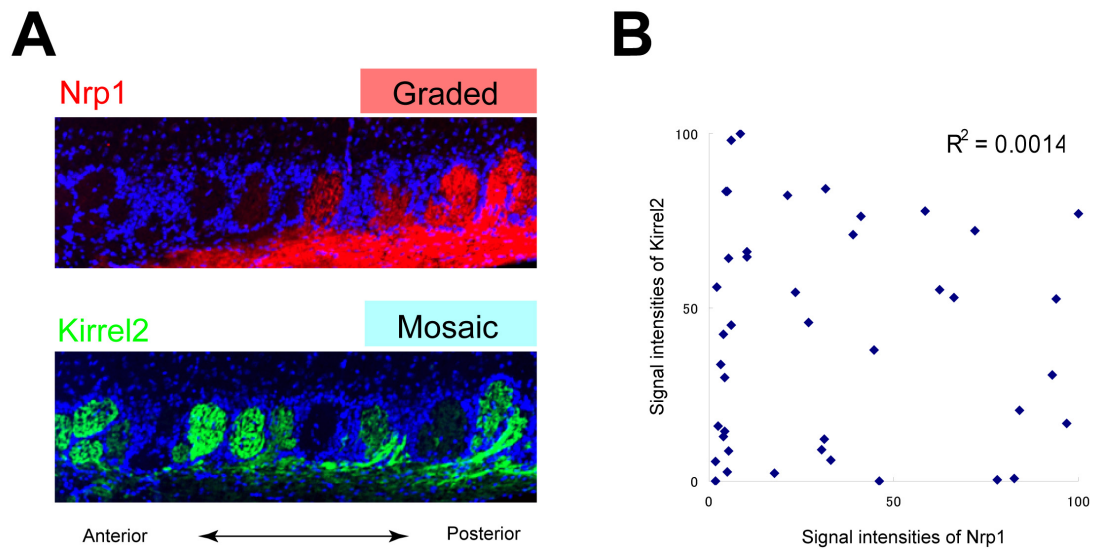 A
Nrp1
Graded
Kirrel2
Mosaic
Anterior
Posterior
B
R2 = 0.0014
100
50
0
Signal intensities of Kirrel2
0
50
100
Signal intensities of Nrp1